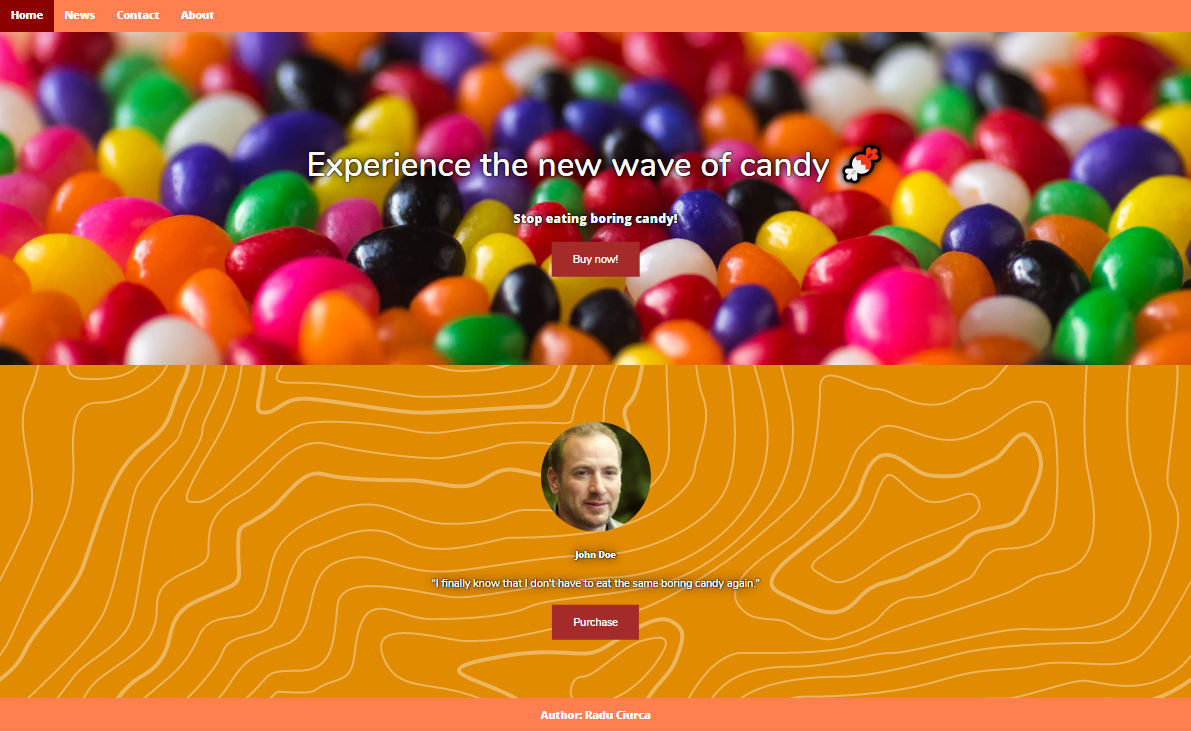 Home News Contact About
Experience the new wave of candy
Stop eating boring candy!
Buy now!
John Doe
"I finally know that I don't have to eat the same boring candy again."
Purchase
Author: Radu Ciurca